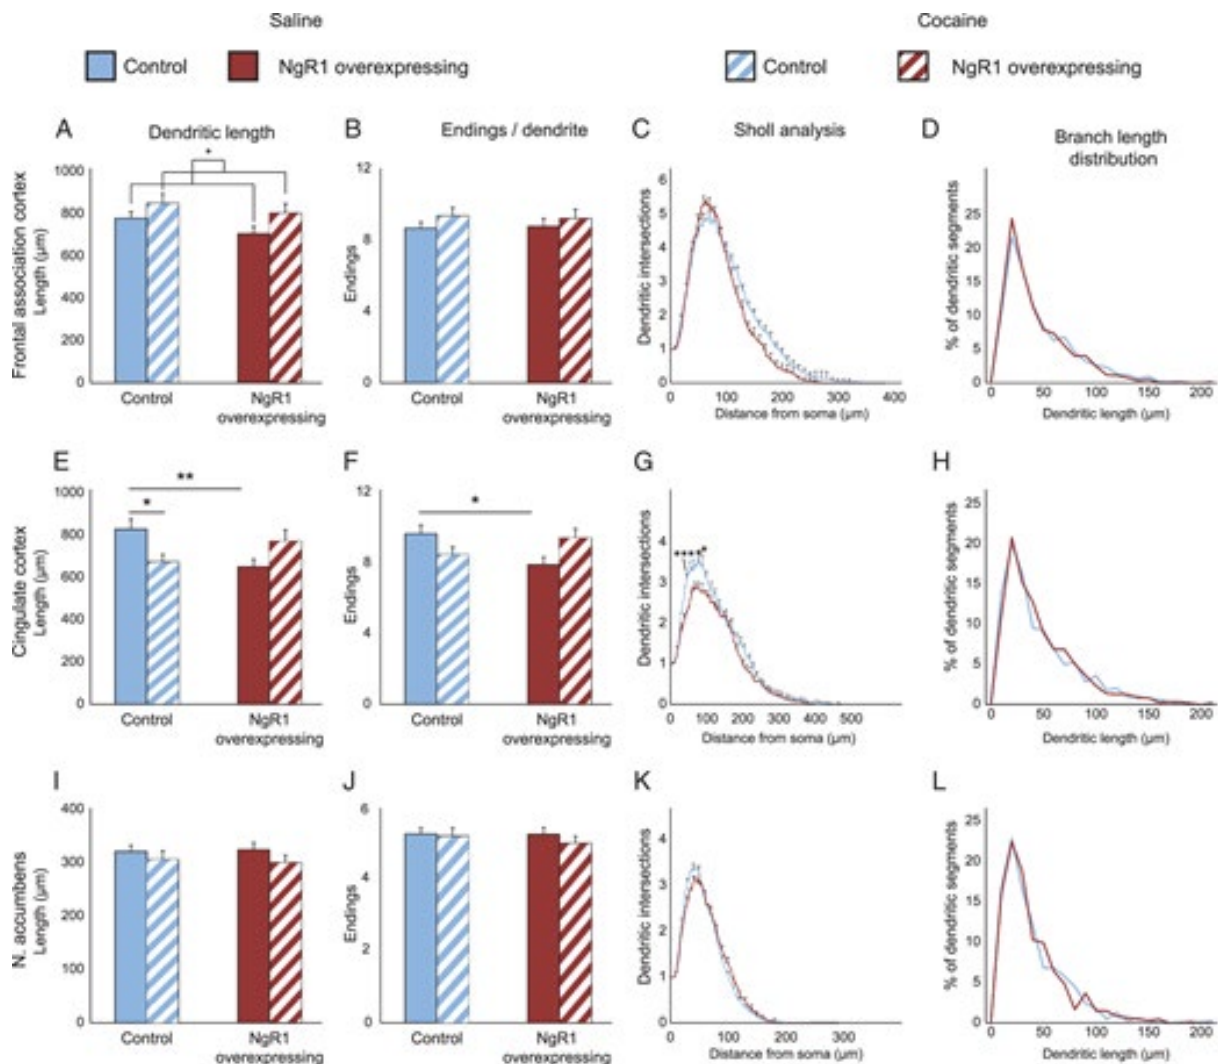 Saline
Cocaine
Control
NgR1 overexpressing
Control
NgR1 overexpressing
A
Dendritic length
B
Endings / dendrite
C
Sholl analysis
D
Branch length
distribution
Frontal association cortex
Length (µm)
1000
800
600
400
200
0
*
Control
NgR1
overexpressing
Endings
12
8
4
0
Control
NgR1
overexpressing
Dendritic intersections
6
5
4
3
2
1
0
0
100
200
300
400
Distance from soma (µm)
% of dendritic segments
25
20
15
10
5
0
0
50
100
150
200
Dendritic length (µm)
E
F
G
H
Cingulate cortex
Length (µm)
1000
800
600
400
200
0
**
*
Control
NgR1
overexpressing
Endings
12
8
4
0
*
Control
NgR1
overexpressing
Dendritic intersections
4
3
2
1
0
0
100
200
300
400
500
Distance from soma (µm)
% of dendritic segments
25
20
15
10
5
0
0
50
100
150
200
Dendritic length (µm)
I
J
K
L
N. accumbens
Length (µm)
400
300
200
100
0
Control
NgR1
overexpressing
Endings
6
4
2
0
Control
NgR1
overexpressing
Dendritic intersections
4
3
2
1
0
0
100
200
300
Distance from soma (µm)
% of dendritic segments
25
20
15
10
5
0
0
50
100
150
200
Dendritic length (µm)